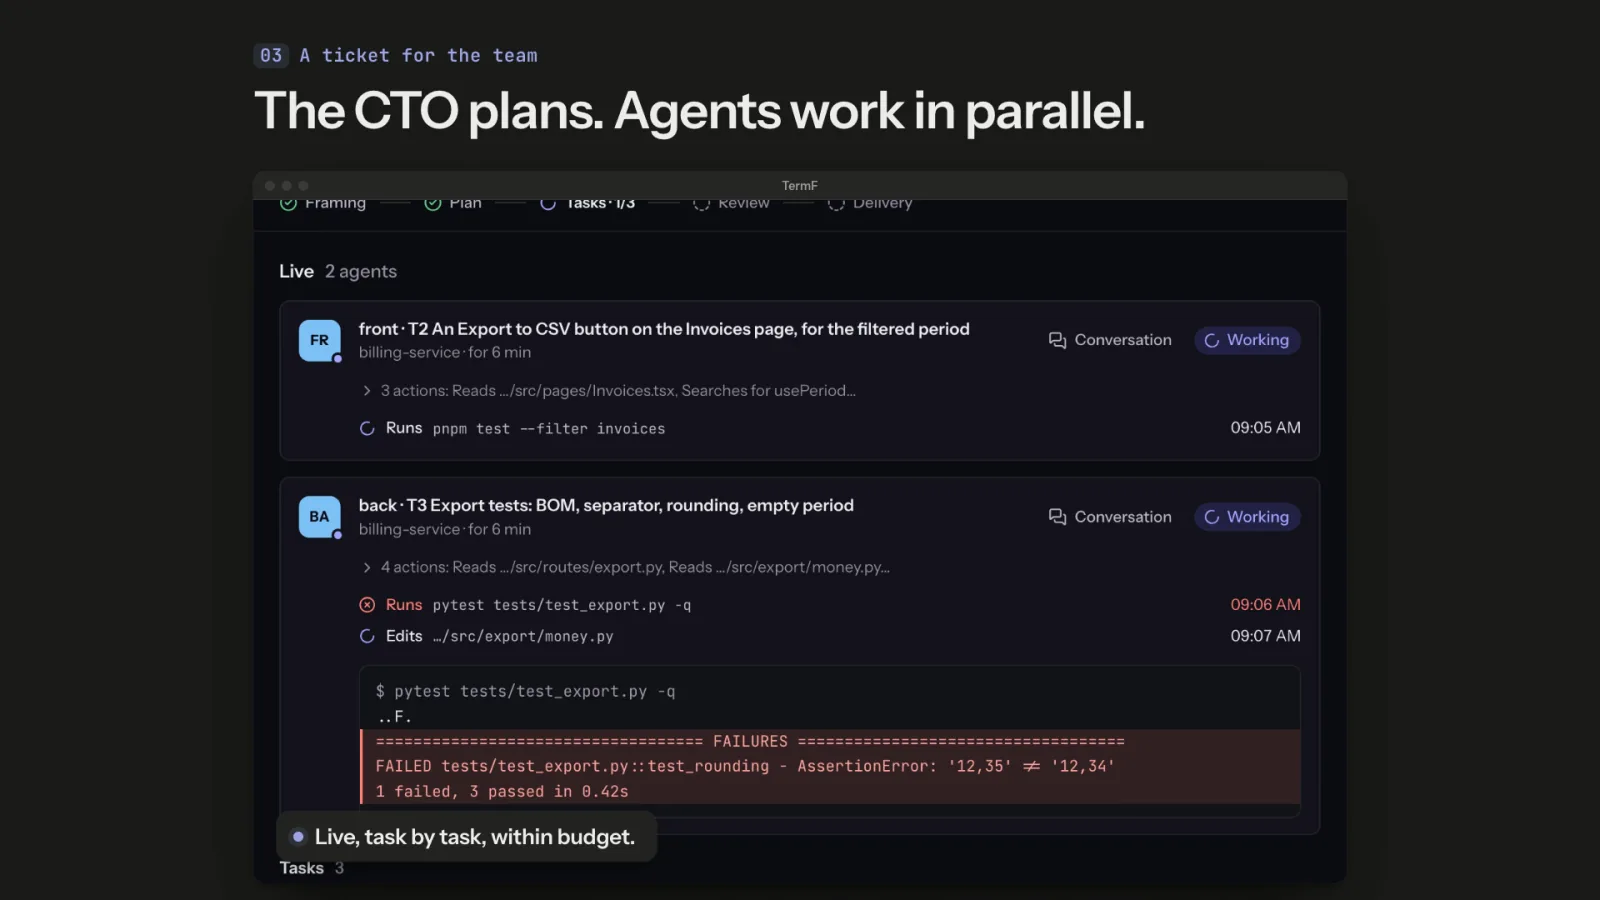 03 A ticket for the team
The CTO plans. Agents work in parallel.
TermF
Framing Plan Tasks · 1/3 Review Delivery
Live 2 agents
FR front · T2 An Export to CSV button on the Invoices page, for the filtered period Conversation Working
billing-service · for 6 min
3 actions: Reads .../src/pages/Invoices.tsx, Searches for usePeriod...
Runs pnpm test --filter invoices 09:05 AM
BA back · T3 Export tests: BOM, separator, rounding, empty period Conversation Working
billing-service · for 6 min
4 actions: Reads .../src/routes/export.py, Reads .../src/export/money.py...
Runs pytest tests/test_export.py -q 09:06 AM
Edits .../src/export/money.py 09:07 AM
$ pytest tests/test_export.py -q
..F.
=================================== FAILURES ===================================
FAILED tests/test_export.py::test_rounding - AssertionError: '12,35' != '12,34'
1 failed, 3 passed in 0.42s
Live, task by task, within budget.
Tasks 3